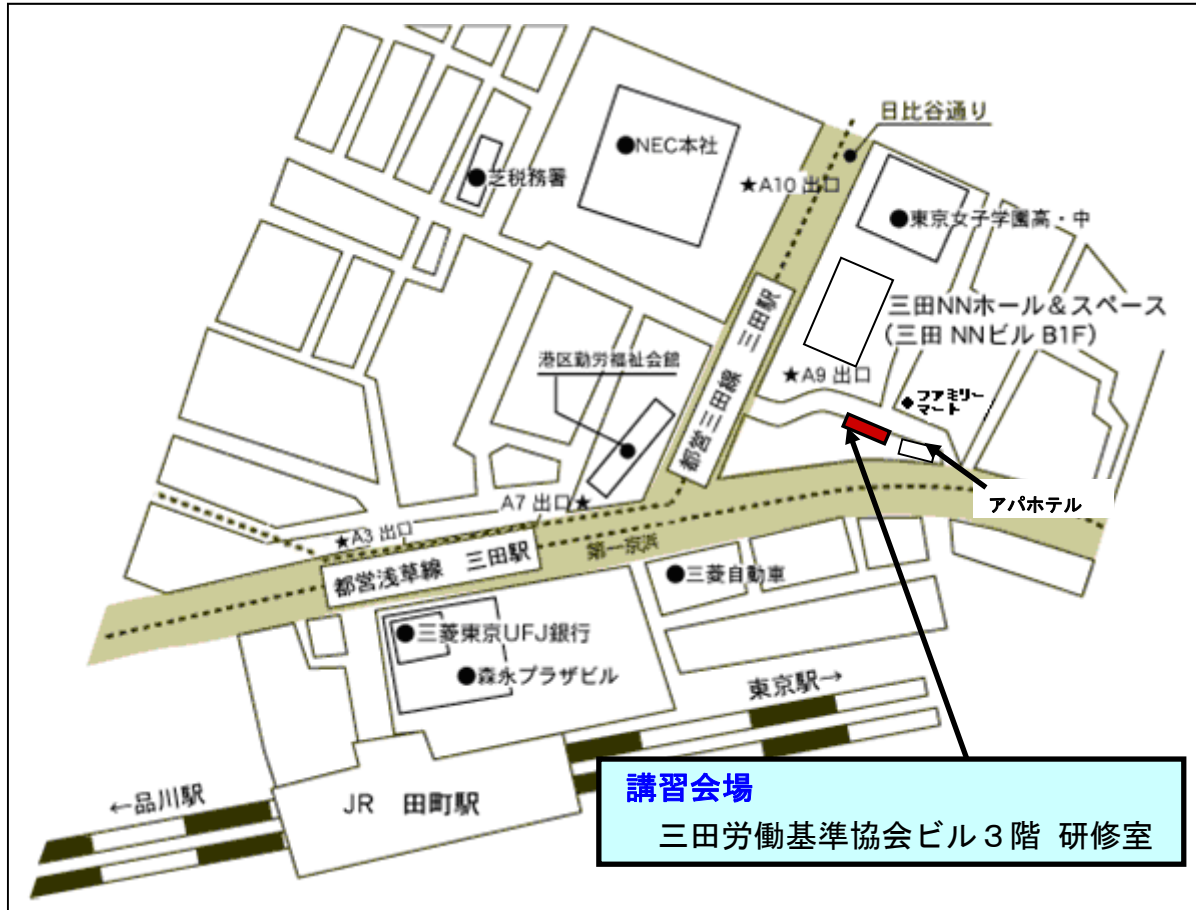 日比谷通り
●NEC本社
★A10 出口
●芝税務署
●東京女子学園高・中
三田NNホール＆スペース
（三田 NNビル B1F）
都営三田線 三田駅
港区勤労福祉会館
★A9 出口
ファミリー
マート
アパホテル
A7 出口★
★A3 出口
都営浅草線 三田駅
第一京浜
●三菱自動車
●三菱東京UFJ銀行
●森永プラザビル
東京駅→
←品川駅
JR 田町駅
講習会場
三田労働基準協会ビル３階 研修室